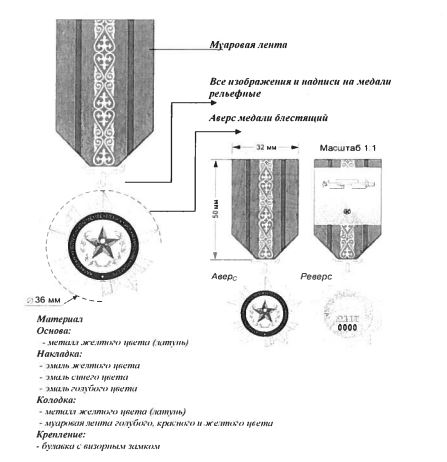 Муаровая лента
Все изображения и надписи на медали
рельефные
Аверс медали блестящий
32 мм
Масштаб 1:1
50 мм
Аверс
Реверс
∅36 мм
0000
Материал
Основа:
- металл желтого цвета (латунь)
Накладка:
- эмаль желтого цвета
- эмаль синего цвета
- эмаль голубого цвета
Колодка:
- металл желтого цвета (латунь)
- муаровая лента голубого, красного и желтого цвета
Крепление:
- булавка с визорным замком